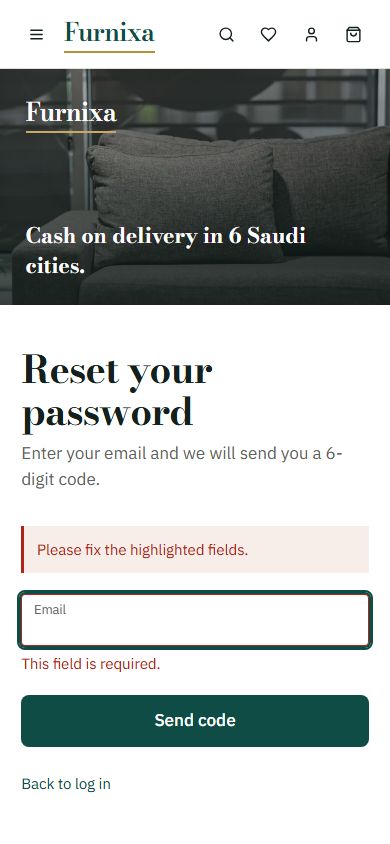 Furnixa
Furnixa
Cash on delivery in 6 Saudi
cities.
Reset your
password
Enter your email and we will send you a 6-
digit code.
Please fix the highlighted fields.
Email
This field is required.
Send code
Back to log in